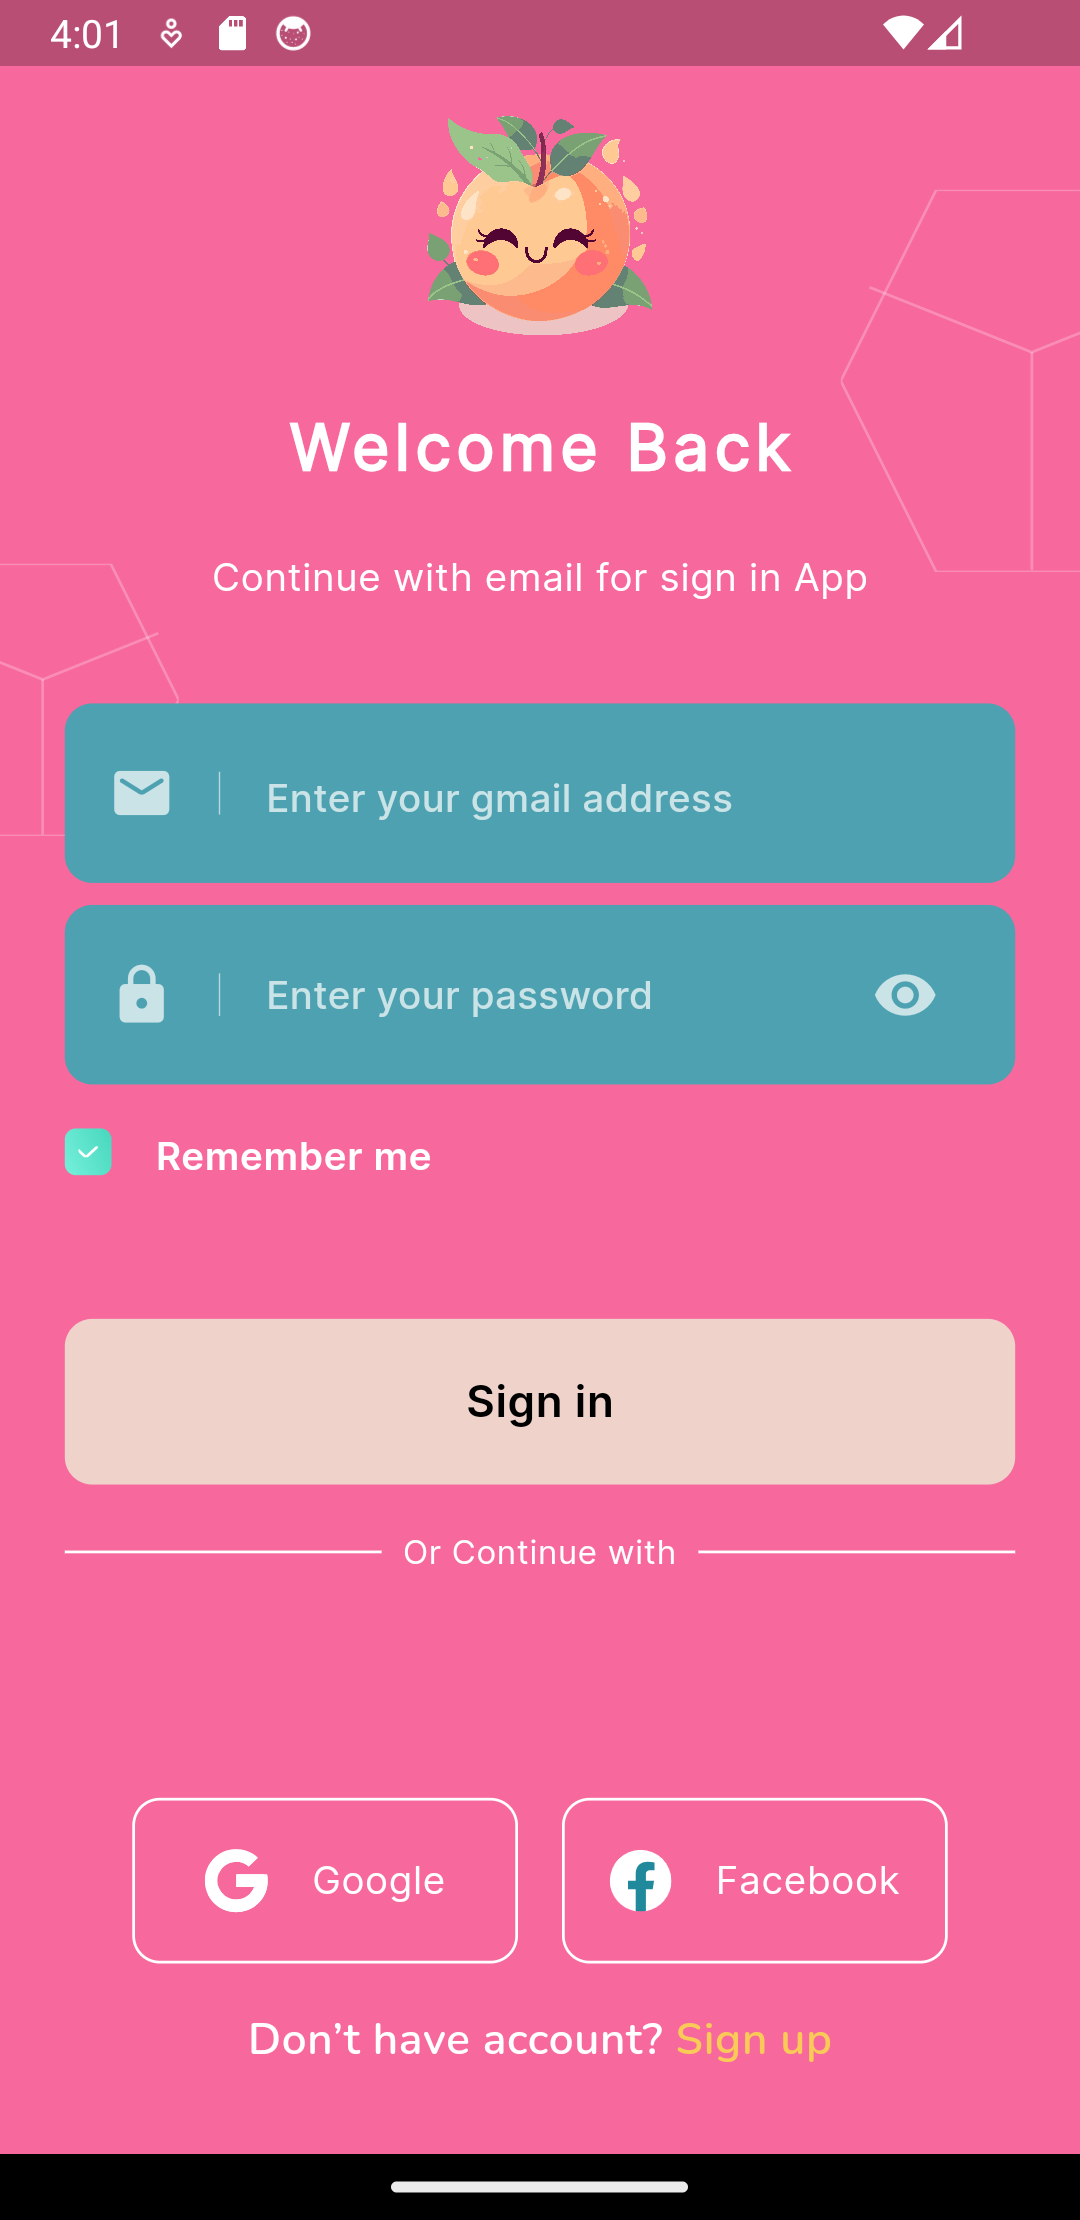 4:01
Welcome Back
Continue with email for sign in App
Enter your gmail address
Enter your password
Remember me
Sign in
Or Continue with
Google
Facebook
Don’t have account? Sign up